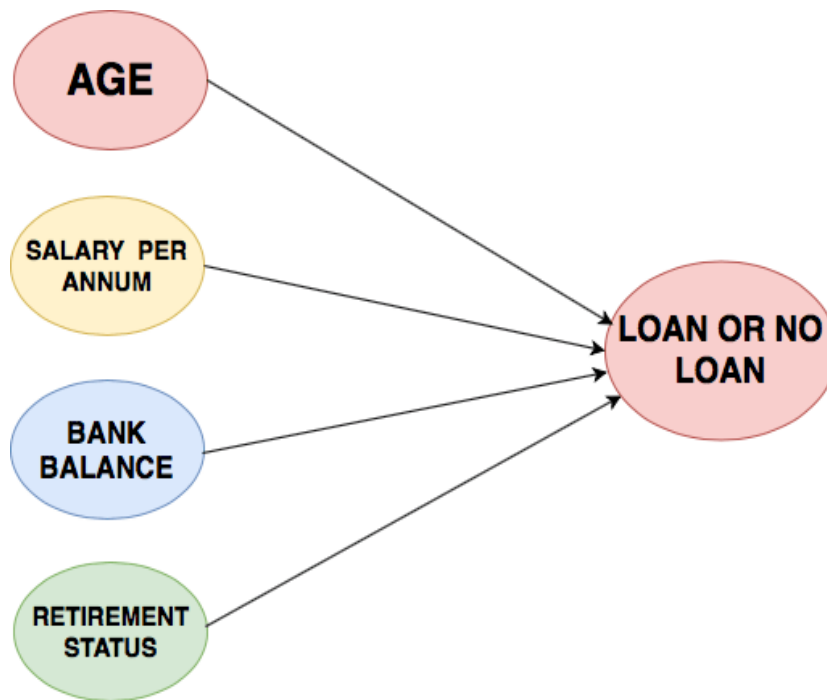 AGE
SALARY PER
ANNUM
BANK
BALANCE
RETIREMENT
STATUS
LOAN OR NO
LOAN